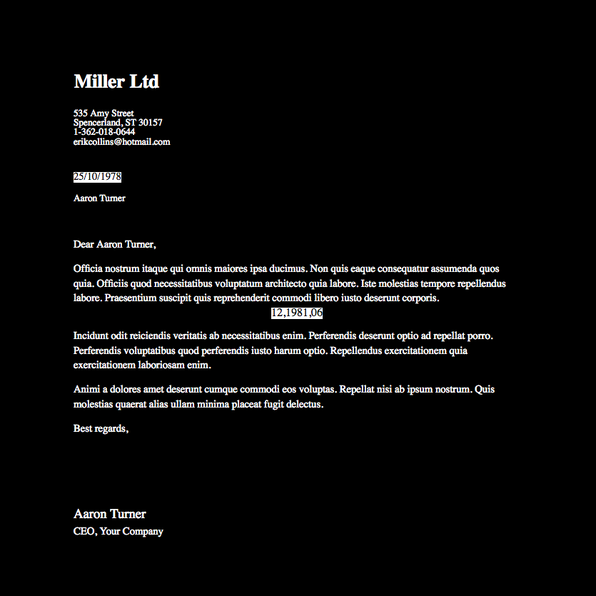 Miller Ltd
535 Amy Street
Spencerland, ST 30157
1-362-018-0644
erikcollins@hotmail.com
25/10/1978
Aaron Turner
Dear Aaron Turner,
Officia nostrum itaque qui omnis maiores ipsa ducimus. Non quis eaque consequatur assumenda quos
quia. Officiis quod necessitatibus voluptatum architecto quia labore. Iste molestias tempore repellendus
labore. Praesentium suscipit quis reprehenderit commodi libero iusto deserunt corporis.
12,1981,06
Incidunt odit reiciendis veritatis ab necessitatibus enim. Perferendis deserunt optio ad repellat porro.
Perferendis voluptatibus quod perferendis iusto harum optio. Repellendus exercitationem quia
exercitationem laboriosam enim.
Animi a dolores amet deserunt cumque commodi eos voluptas. Repellat nisi ab ipsum nostrum. Quis
molestias quaerat alias ullam minima placeat fugit delectus.
Best regards,
Aaron Turner
CEO, Your Company